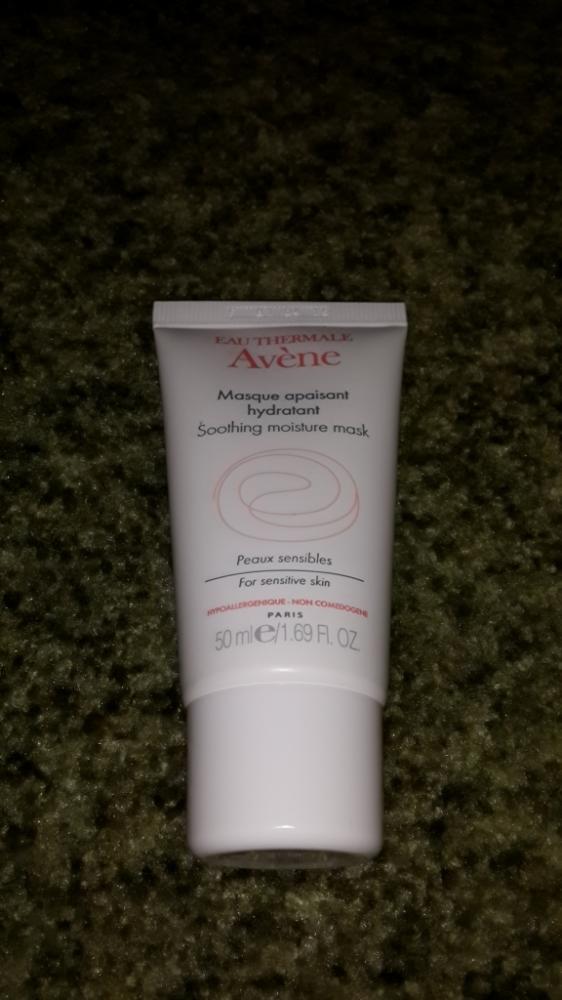 EAU THERMALE
Avène
Masque apaisant
hydratant
Soothing moisture mask
Peaux sensibles
For sensitive skin
HYPOALLERGENIQUE - NON COMEDOGENE
PARIS
50 ml e/1.69 Fl. OZ.